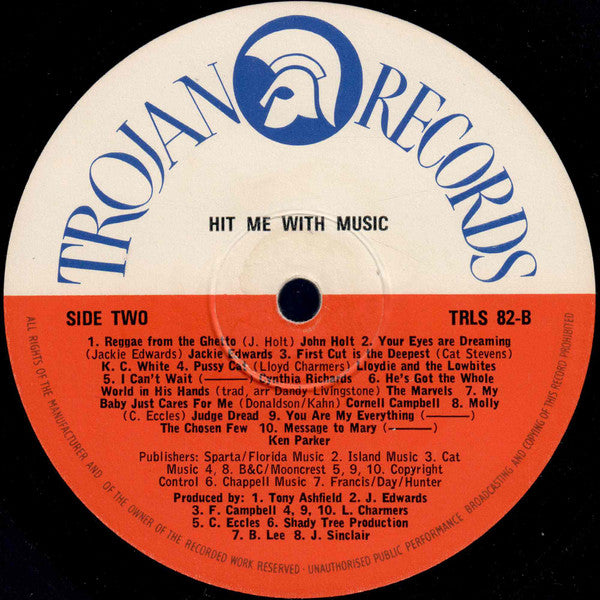 TROJAN RECORDS
HIT ME WITH MUSIC
SIDE TWO
TRLS 82-B
1. Reggae from the Ghetto (J. Holt) John Holt 2. Your Eyes are Dreaming
(Jackie Edwards) Jackie Edwards 3. First Cut is the Deepest (Cat Stevens)
K. C. White 4. Pussy Cat (Lloyd Charmers) Lloydie and the Lowbites
5. I Can't Wait (———) Cynthia Richards 6. He's Got the Whole
World in His Hands (trad, arr Dandy Livingstone) The Marvels 7. My
Baby Just Cares For Me (Donaldson/Kahn) Cornell Campbell 8. Molly
(C. Eccles) Judge Dread 9. You Are My Everything (———)
The Chosen Few 10. Message to Mary (———)
Ken Parker
Publishers: Sparta/Florida Music 2. Island Music 3. Cat
Music 4, 8. B&C/Mooncrest 5, 9, 10. Copyright
Control 6. Chappell Music 7. Francis/Day/Hunter
Produced by: 1. Tony Ashfield 2. J. Edwards
3. F. Campbell 4, 9, 10. L. Charmers
5. C. Eccles 6. Shady Tree Production
7. B. Lee 8. J. Sinclair
ALL RIGHTS OF THE MANUFACTURER AND OF THE OWNER OF THE RECORDED WORK RESERVED · UNAUTHORISED PUBLIC PERFORMANCE BROADCASTING AND COPYING OF THIS RECORD PROHIBITED